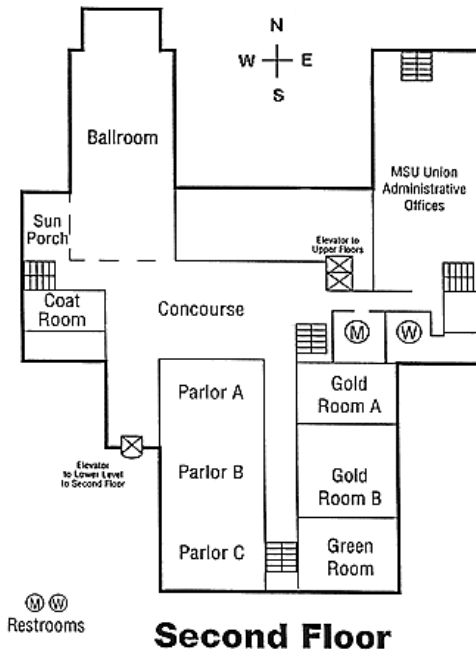 N
W E
S
Ballroom
MSU Union
Administrative
Offices
Sun
Porch
Elevator to
Upper Floors
Coat
Room
Concourse
M W
Parlor A
Gold
Room A
Elevator
to Lower Level
to Second Floor
Parlor B
Gold
Room B
Parlor C
Green
Room
M W
Restrooms
Second Floor